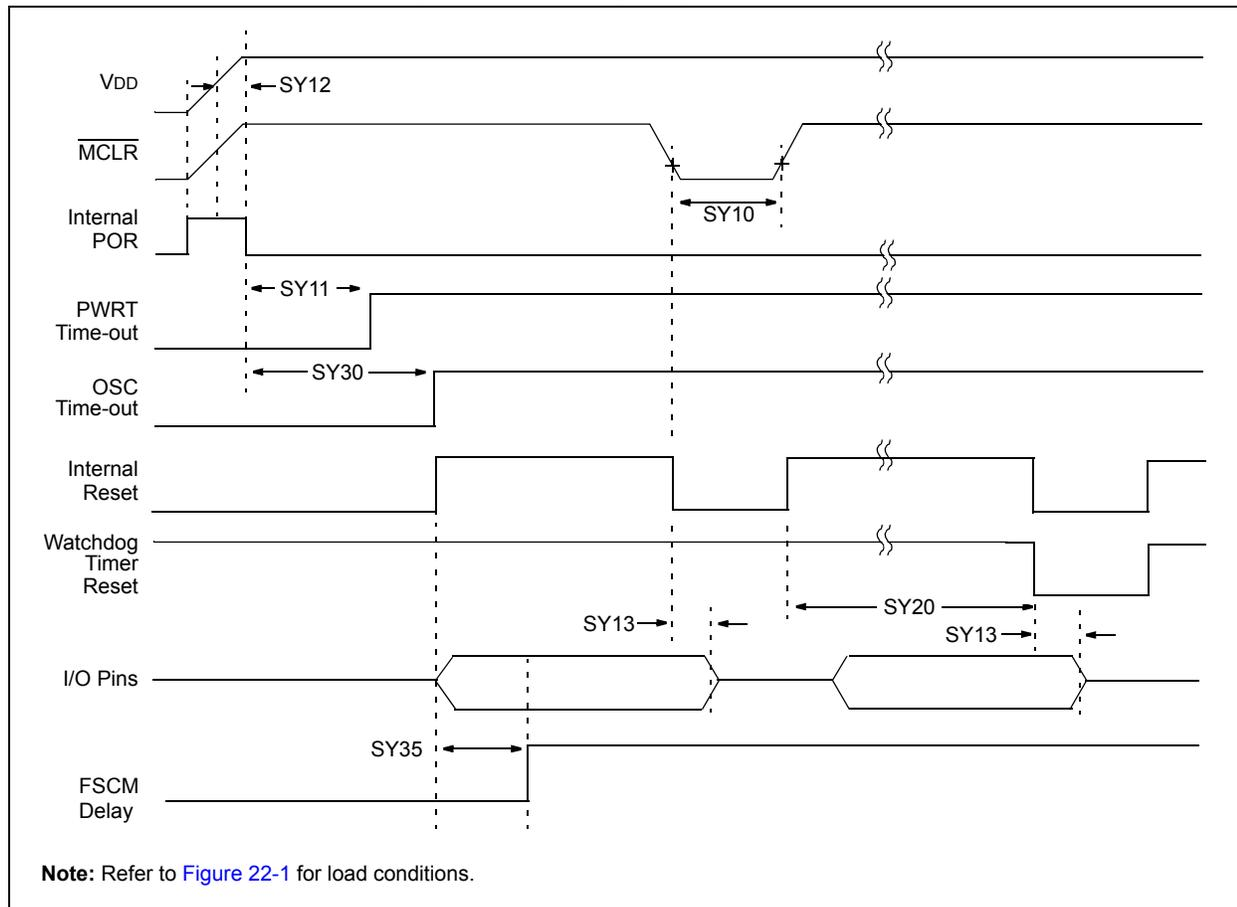 VDD
SY12
MCLR
SY10
Internal
POR
SY11
PWRT
Time-out
SY30
OSC
Time-out
Internal
Reset
Watchdog
Timer
Reset
SY20
SY13
SY13
I/O Pins
SY35
FSCM
Delay
Note: Refer to Figure 22-1 for load conditions.